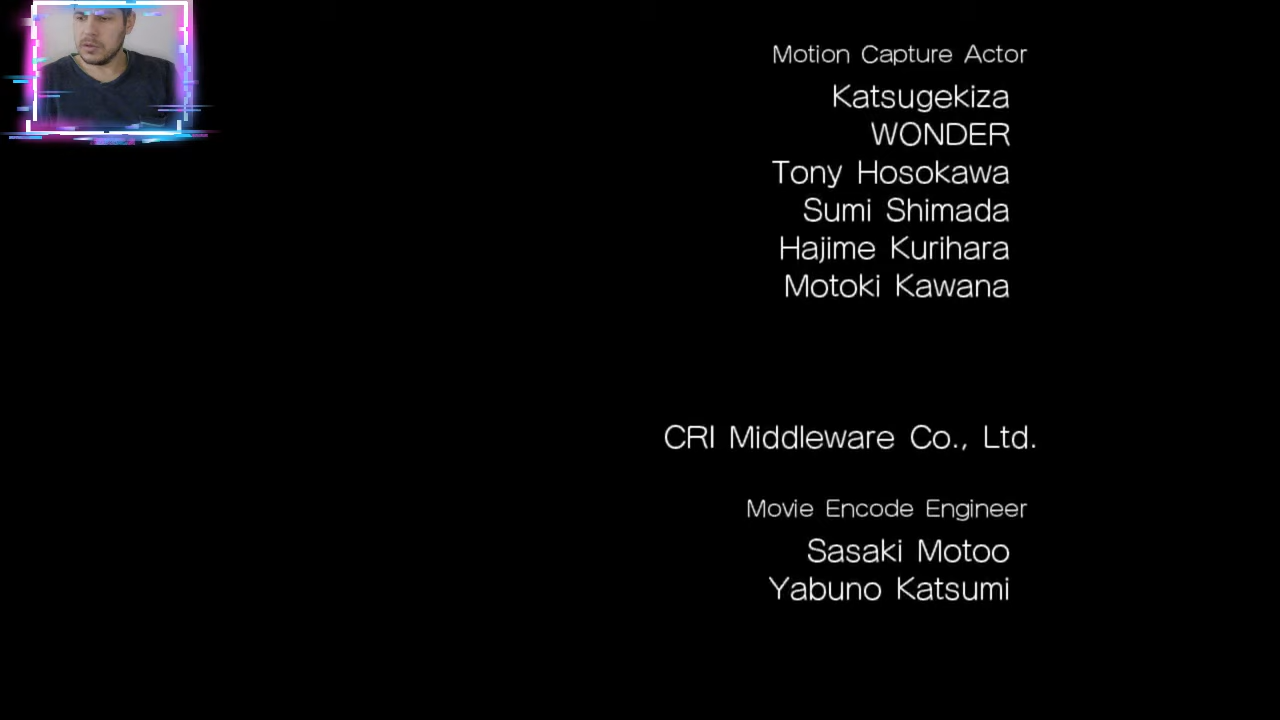 Motion Capture Actor
Katsugekiza
WONDER
Tony Hosokawa
Sumi Shimada
Hajime Kurihara
Motoki Kawana
CRI Middleware Co., Ltd.
Movie Encode Engineer
Sasaki Motoo
Yabuno Katsumi